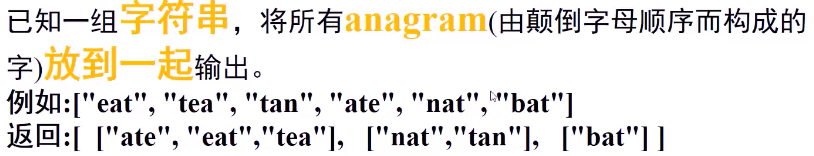 已知一组字符串，将所有anagram(由颠倒字母顺序而构成的
字)放到一起输出。
例如:["eat", "tea", "tan", "ate", "nat","bat"]
返回:[ ["ate", "eat","tea"], ["nat","tan"], ["bat"] ]